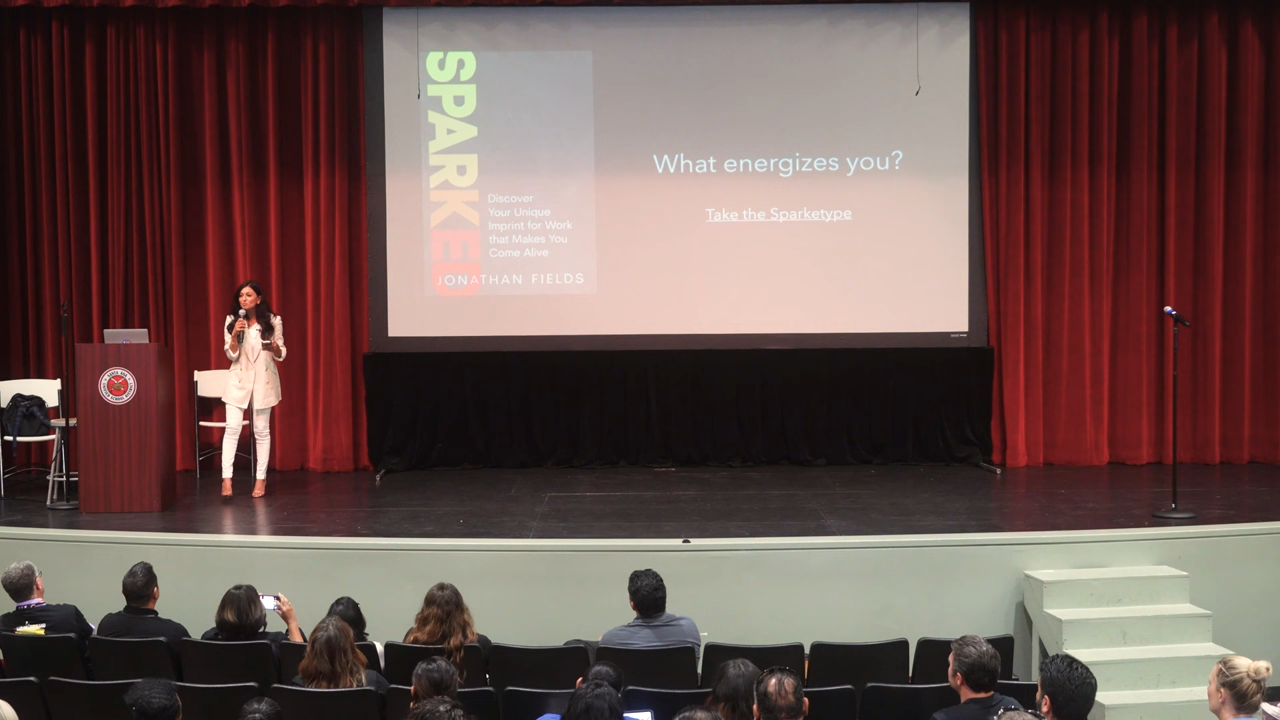 SPARKED
Discover
Your Unique
Imprint for Work
that Makes You
Come Alive
JONATHAN FIELDS
What energizes you?
Take the Sparketype